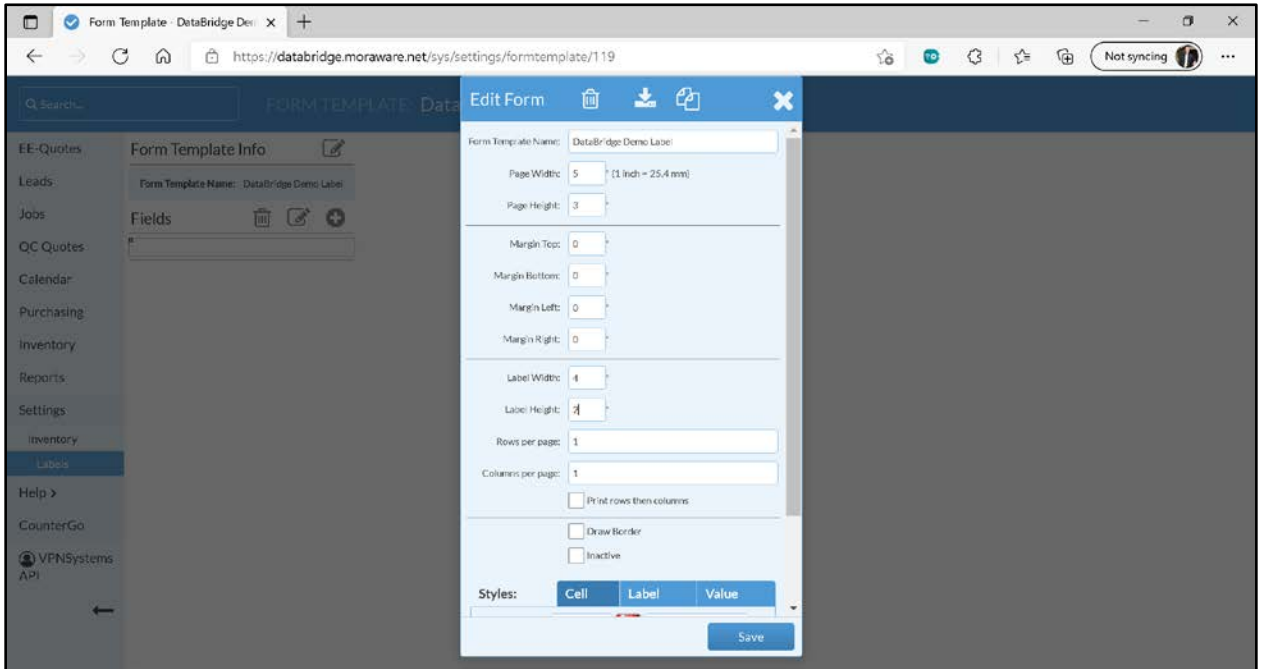 Form Template - DataBridge Der
https://databridge.moraware.net/sys/settings/formtemplate/119
Not syncing
Search...
FORM TEMPLATE: Data
Edit Form
EE-Quotes
Leads
Jobs
QC Quotes
Calendar
Purchasing
Inventory
Reports
Settings
Inventory
Labels
Help >
CounterGo
VPNSystems API
Form Template Info
Form Template Name: DataBridge Demo Label
Fields
Form Template Name: DataBridge Demo Label
Page Width: 5 " (1 inch = 25.4 mm)
Page Height: 3 "
Margin Top: 0 "
Margin Bottom: 0 "
Margin Left: 0 "
Margin Right: 0 "
Label Width: 4 "
Label Height: 2 "
Rows per page: 1
Columns per page: 1
Print rows then columns
Draw Border
Inactive
Styles: Cell Label Value
Save